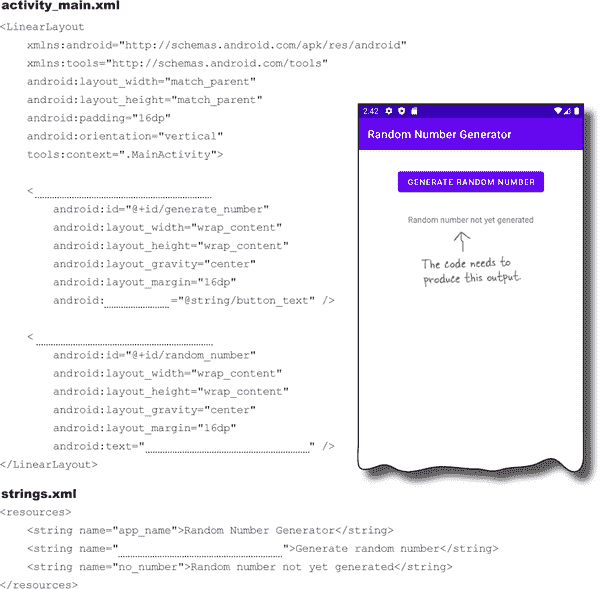 activity_main.xml
<LinearLayout
xmlns:android="http://schemas.android.com/apk/res/android"
xmlns:tools="http://schemas.android.com/tools"
android:layout_width="match_parent"
android:layout_height="match_parent"
android:padding="16dp"
android:orientation="vertical"
tools:context=".MainActivity">
<
android:id="@+id/generate_number"
android:layout_width="wrap_content"
android:layout_height="wrap_content"
android:layout_gravity="center"
android:layout_margin="16dp"
android: ="@string/button_text" />
<
android:id="@+id/random_number"
android:layout_width="wrap_content"
android:layout_height="wrap_content"
android:layout_gravity="center"
android:layout_margin="16dp"
android:text=" " />
</LinearLayout>
2:42
Random Number Generator
GENERATE RANDOM NUMBER
Random number not yet generated
The code needs to
produce this output.
strings.xml
<resources>
<string name="app_name">Random Number Generator</string>
<string name=" ">Generate random number</string>
<string name="no_number">Random number not yet generated</string>
</resources>